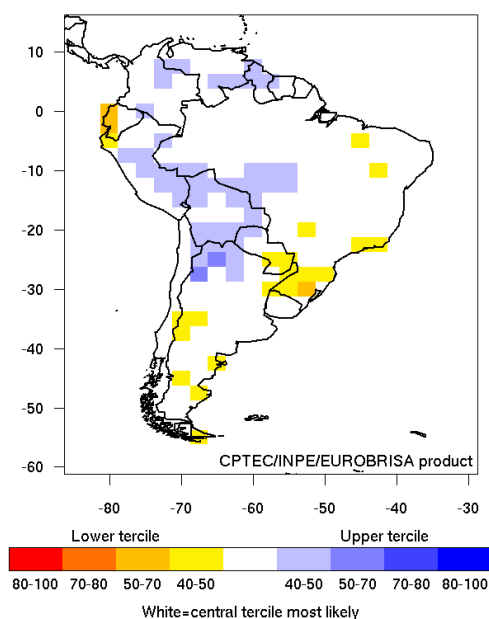 10
0
-10
-20
-30
-40
-50
-60
CPTEC/INPE/EUROBRISA product
-80 -70 -60 -50 -40 -30
Lower tercile Upper tercile
80-100 70-80 50-70 40-50 40-50 50-70 70-80 80-100
White=central tercile most likely